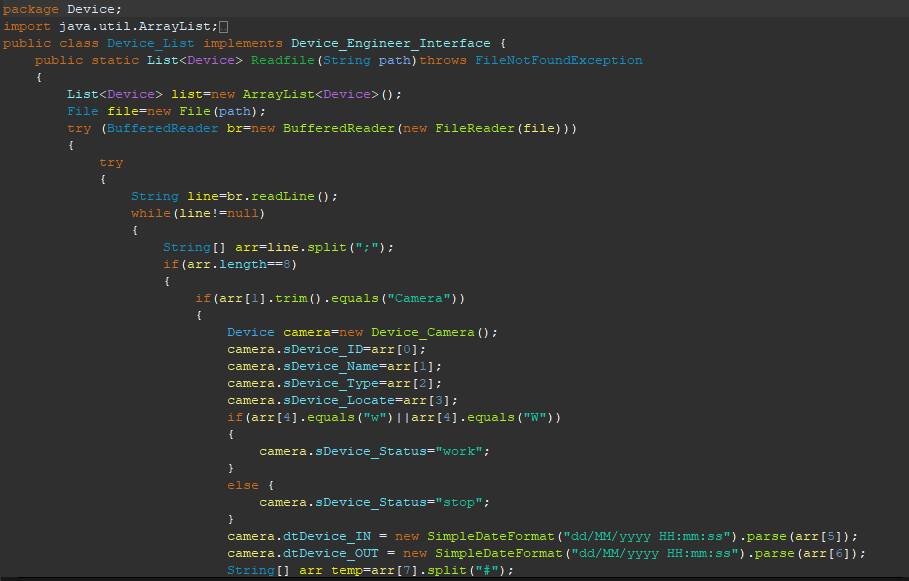 package Device;
import java.util.ArrayList;
public class Device_List implements Device_Engineer_Interface {
    public static List<Device> Readfile(String path)throws FileNotFoundException
    {
        List<Device> list=new ArrayList<Device>();
        File file=new File(path);
        try (BufferedReader br=new BufferedReader(new FileReader(file)))
        {
            try
            {
                String line=br.readLine();
                while(line!=null)
                {
                    String[] arr=line.split(";");
                    if(arr.length==8)
                    {
                        if(arr[1].trim().equals("Camera"))
                        {
                            Device camera=new Device_Camera();
                            camera.sDevice_ID=arr[0];
                            camera.sDevice_Name=arr[1];
                            camera.sDevice_Type=arr[2];
                            camera.sDevice_Locate=arr[3];
                            if(arr[4].equals("w")||arr[4].equals("W"))
                            {
                                camera.sDevice_Status="work";
                            }
                            else {
                                camera.sDevice_Status="stop";
                            }
                            camera.dtDevice_IN = new SimpleDateFormat("dd/MM/yyyy HH:mm:ss").parse(arr[5]);
                            camera.dtDevice_OUT = new SimpleDateFormat("dd/MM/yyyy HH:mm:ss").parse(arr[6]);
                            String[] arr_temp=arr[7].split("#");